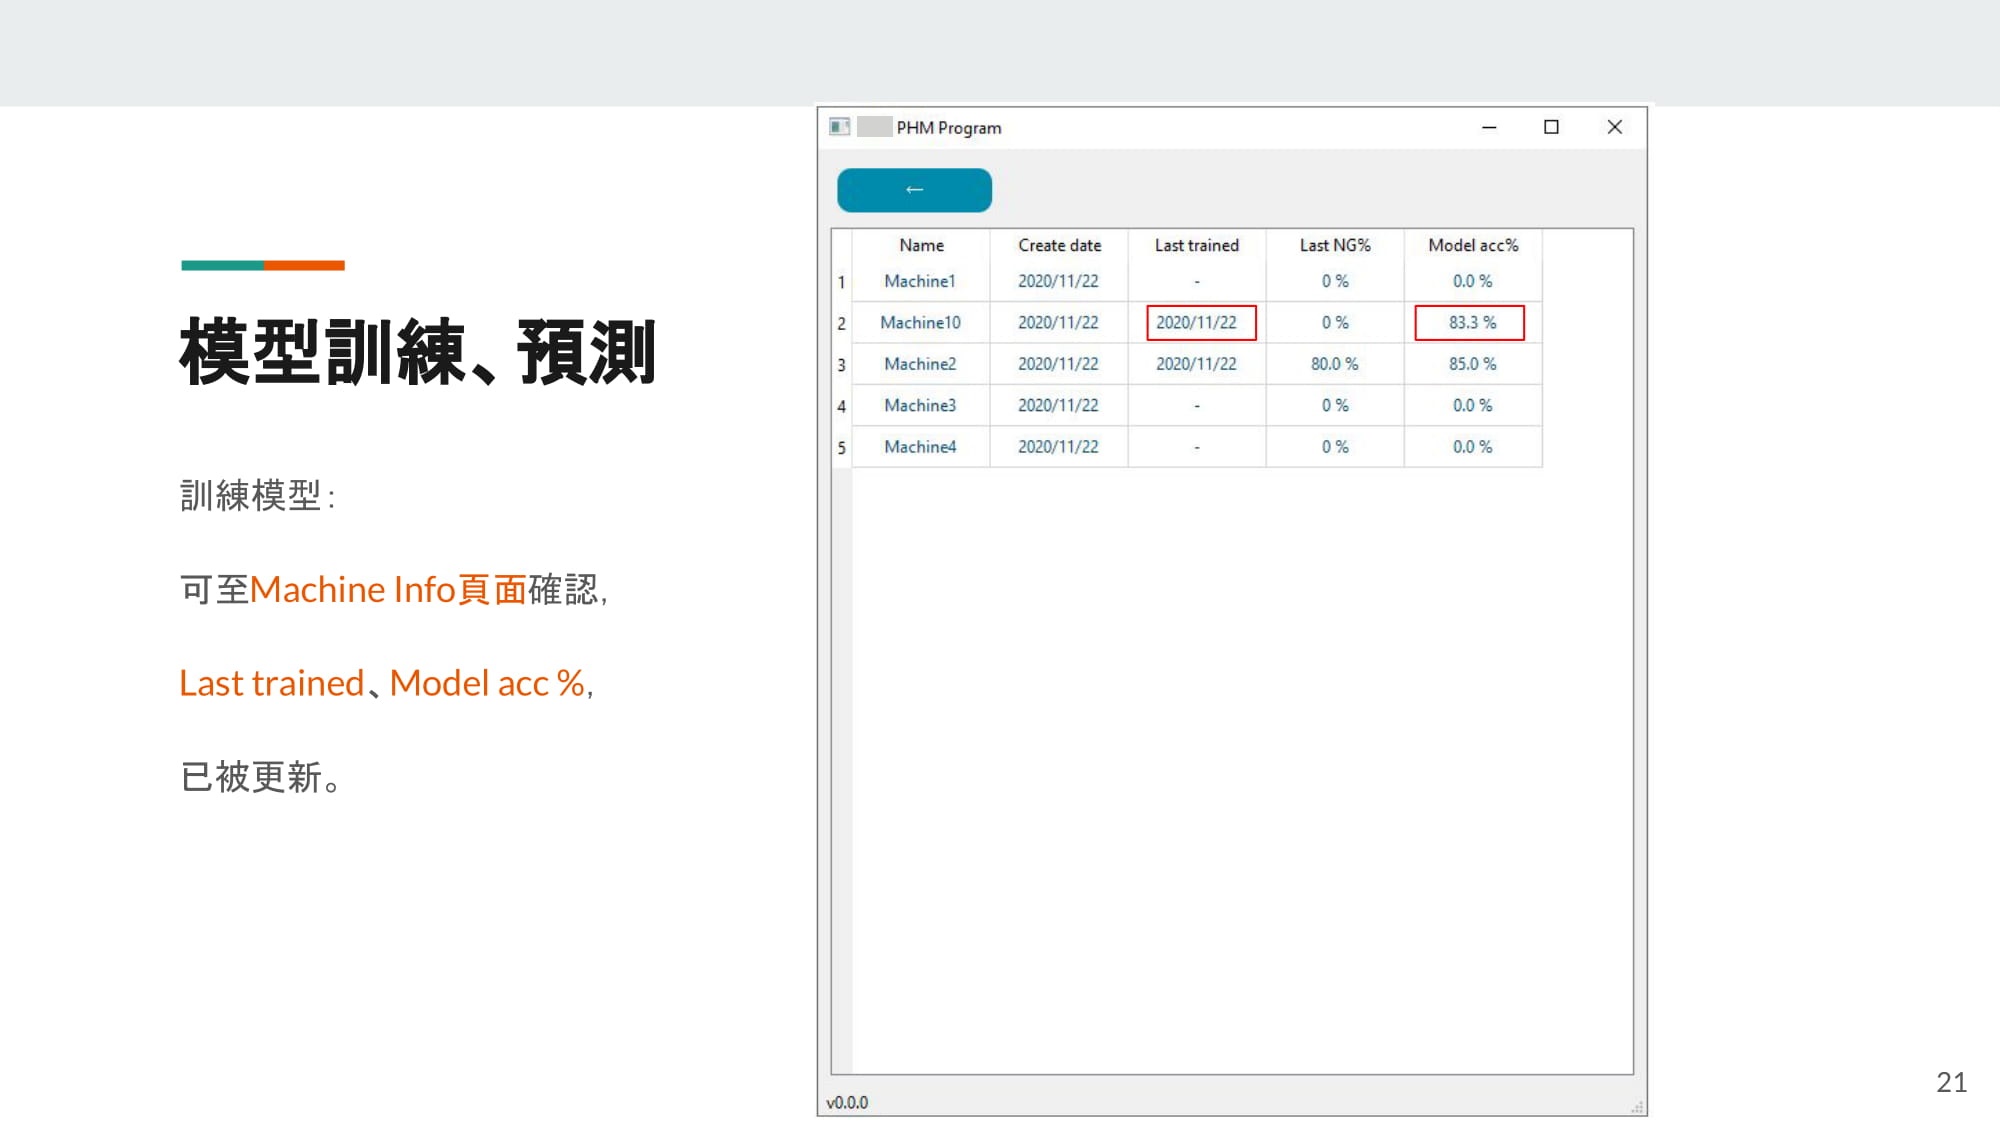 模型訓練、預測
訓練模型：
可至Machine Info頁面確認，
Last trained、Model acc %，
已被更新。
PHM Program
←
Name Create date Last trained Last NG% Model acc%
1 Machine1 2020/11/22 - 0 % 0.0 %
2 Machine10 2020/11/22 2020/11/22 0 % 83.3 %
3 Machine2 2020/11/22 2020/11/22 80.0 % 85.0 %
4 Machine3 2020/11/22 - 0 % 0.0 %
5 Machine4 2020/11/22 - 0 % 0.0 %
v0.0.0
21